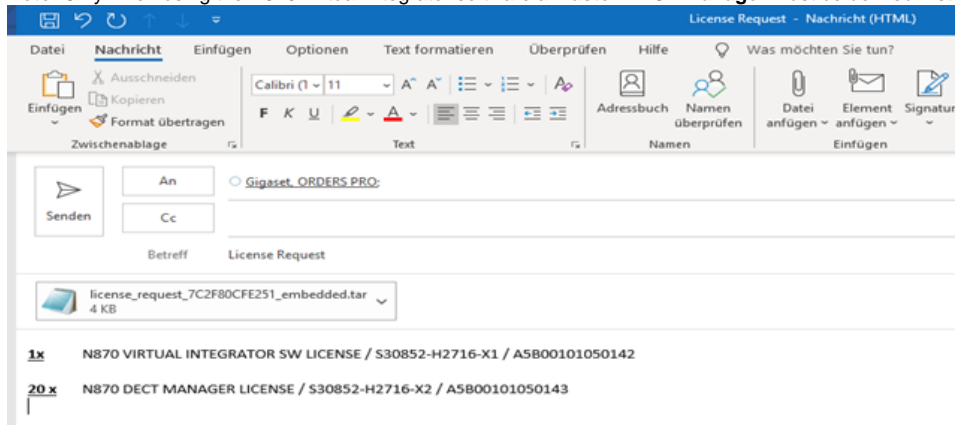 License Request - Nachricht (HTML)
Datei Nachricht Einfügen Optionen Text formatieren Überprüfen Hilfe Was möchten Sie tun?
Einfügen
Ausschneiden
Kopieren
Format übertragen
Zwischenablage
Calibri (T 11
F K U
Text
Adressbuch
Namen überprüfen
Namen
Datei anfügen
Element anfügen
Signatur
Einfügen
Senden
An Gigaset, ORDERS PRO;
Cc
Betreff License Request
license_request_7C2F80CFE251_embedded.tar
4 KB
1x N870 VIRTUAL INTEGRATOR SW LICENSE / S30852-H2716-X1 / A5B00101050142
20 x N870 DECT MANAGER LICENSE / S30852-H2716-X2 / A5B00101050143